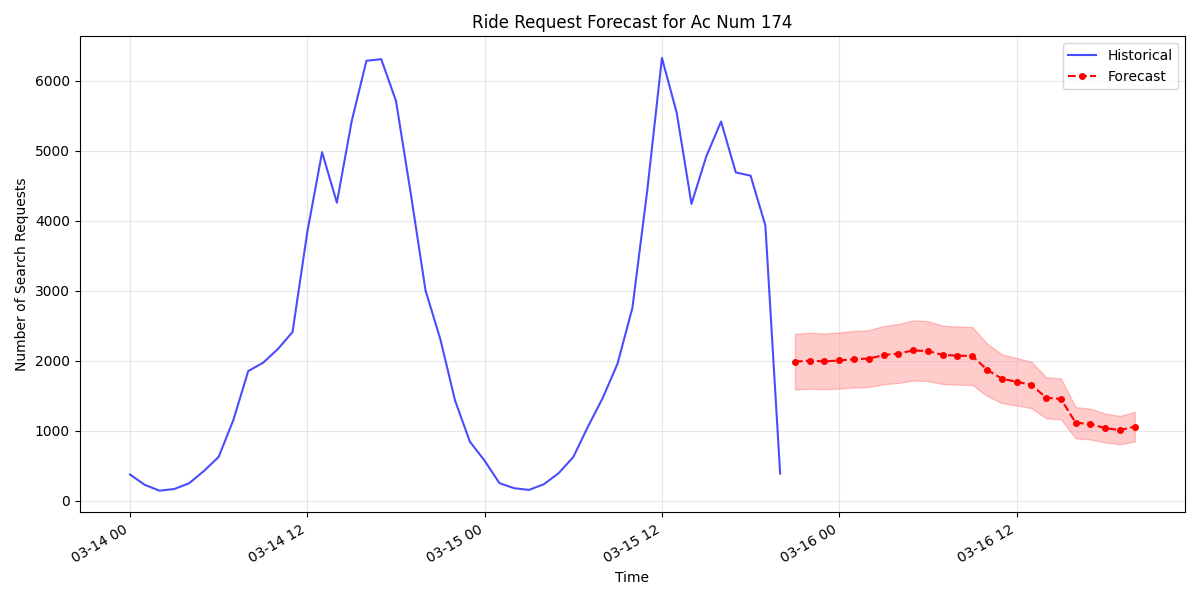 Ride Request Forecast for Ac Num 174
Historical
Forecast
Number of Search Requests
6000
5000
4000
3000
2000
1000
0
03-14 00
03-14 12
03-15 00
03-15 12
03-16 00
03-16 12
Time